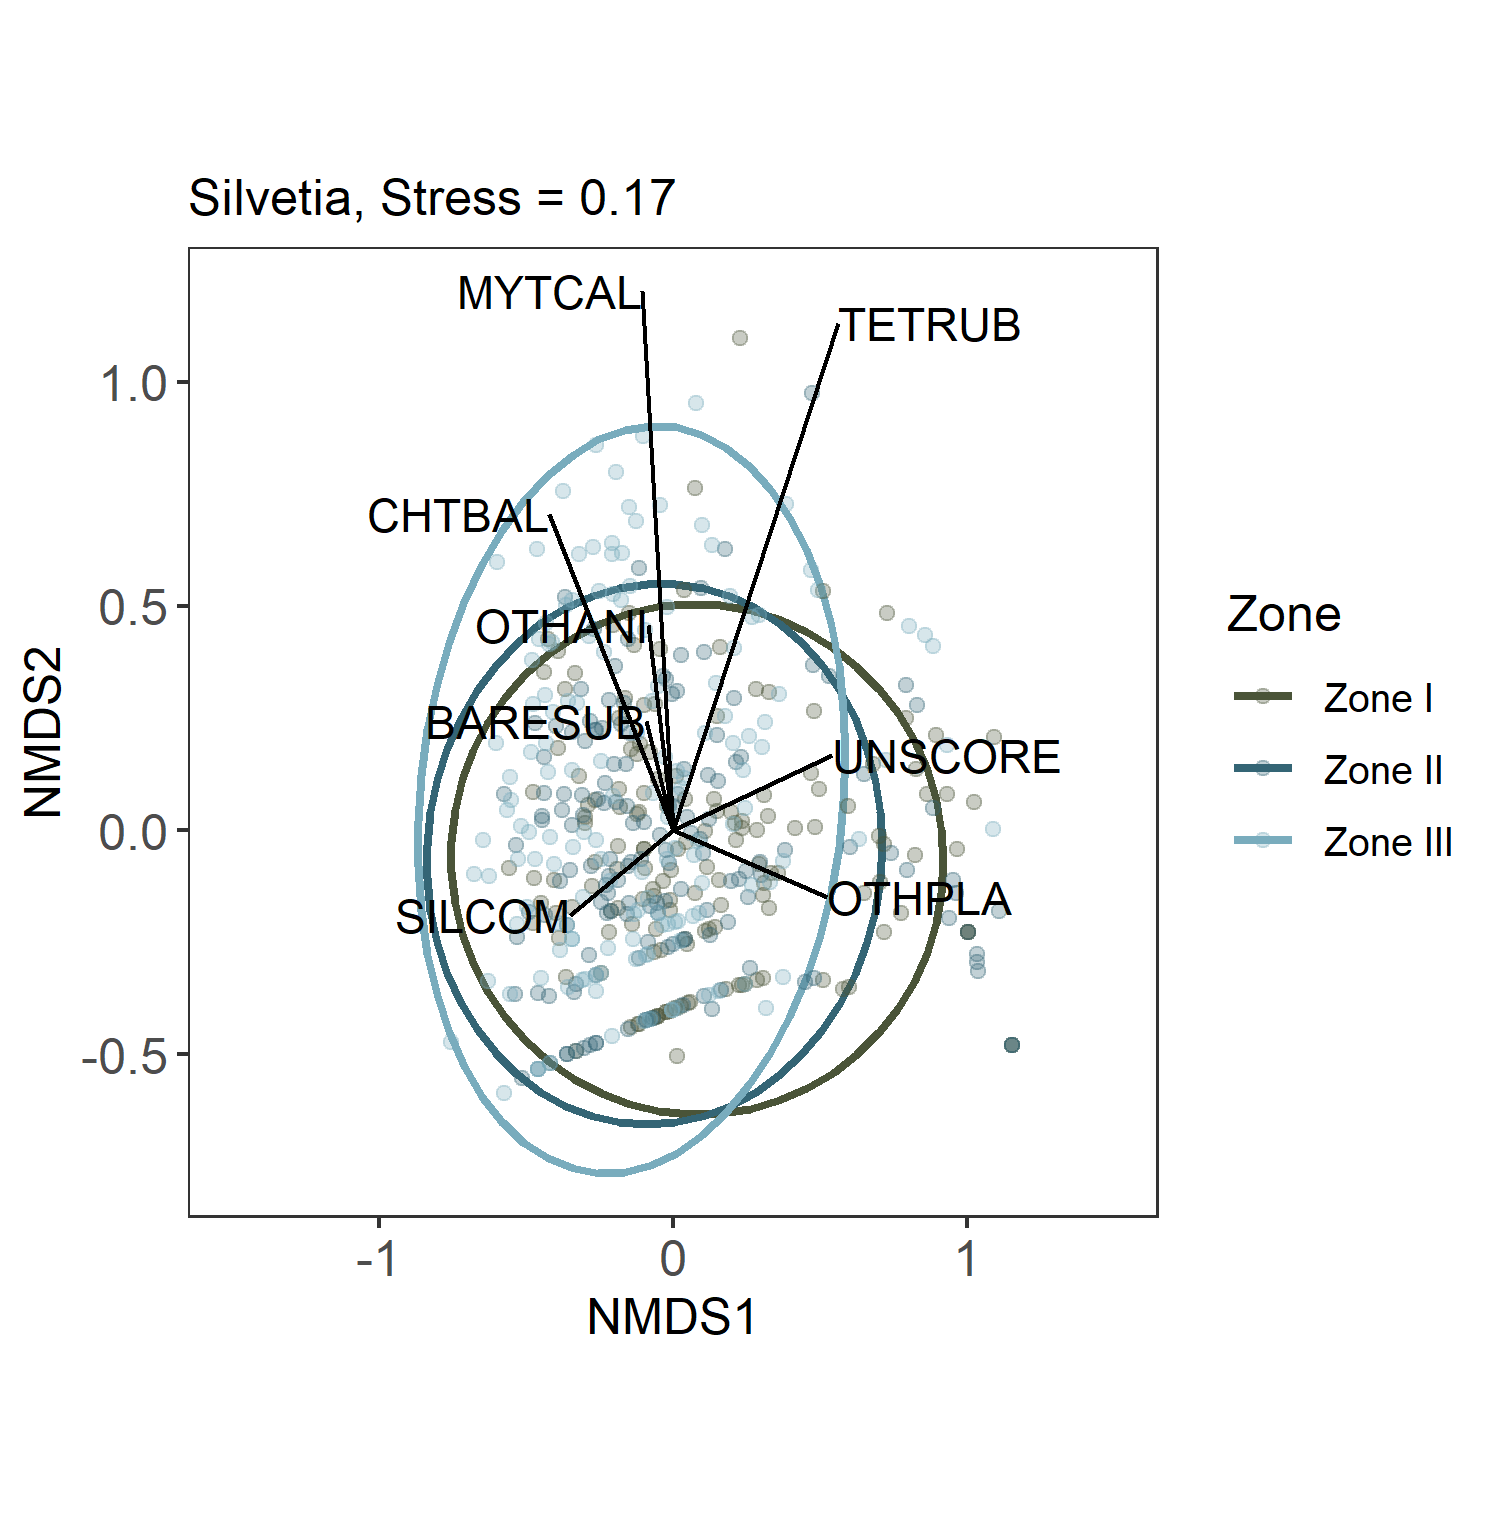 Silvetia, Stress = 0.17
MYTCAL
TETRUB
CHTBAL
OTHANI
BARESUB
UNSCORE
OTHPLA
SILCOM
1.0
0.5
0.0
-0.5
NMDS2
-1
0
1
NMDS1
Zone
Zone I
Zone II
Zone III